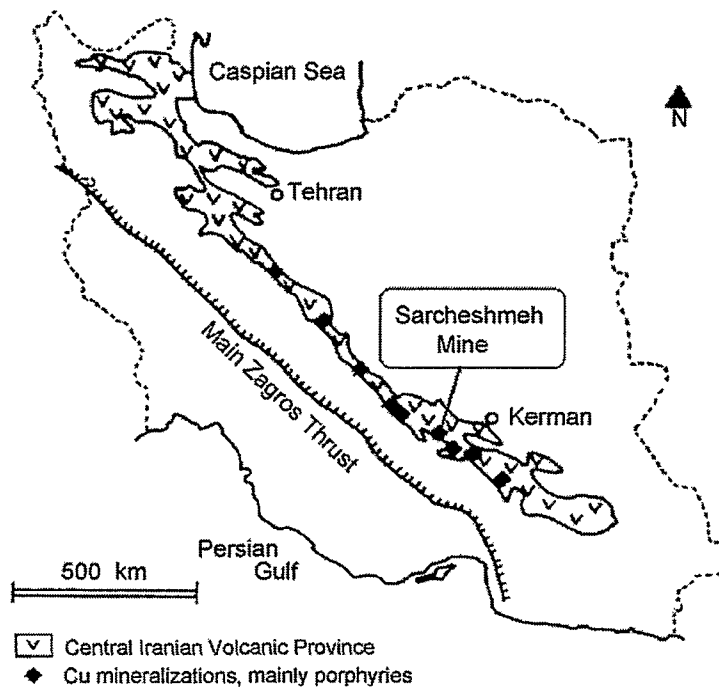 Caspian Sea
N
Tehran
Sarcheshmeh
Mine
Main Zagros Thrust
Kerman
Persian
Gulf
500 km
Central Iranian Volcanic Province
Cu mineralizations, mainly porphyries